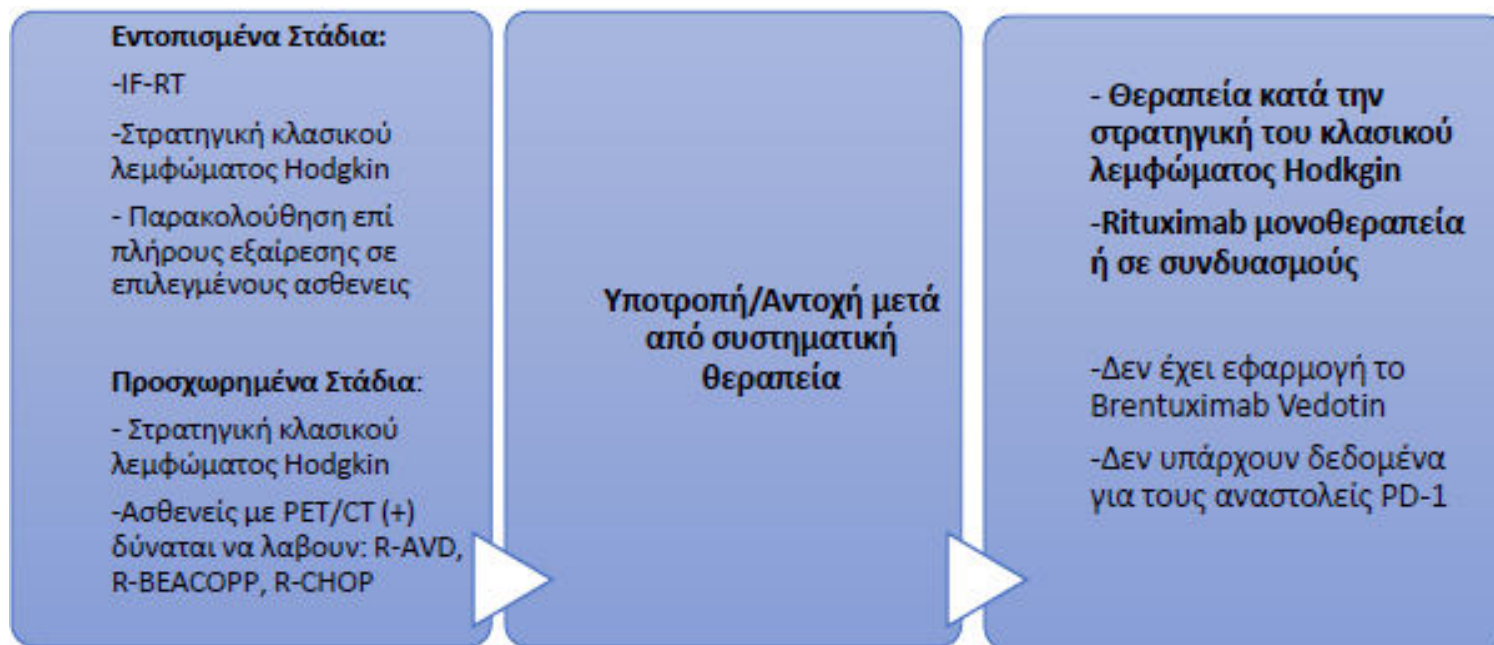 Εντοπισμένα Στάδια:
-IF-RT
-Στρατηγική κλασικού
λεμφώματος Hodgkin
- Παρακολούθηση επί
πλήρους εξαίρεσης σε
επιλεγμένους ασθενεις
Προσχωρημένα Στάδια:
- Στρατηγική κλασικού
λεμφώματος Hodgkin
-Ασθενείς με PET/CT (+)
δύναται να λαβουν: R-AVD,
R-BEACOPP, R-CHOP
Υποτροπή/Αντοχή μετά
από συστηματική
θεραπεία
- Θεραπεία κατά την
στρατηγική του κλασικού
λεμφώματος Hodkgin
-Rituximab μονοθεραπεία
ή σε συνδυασμούς
-Δεν έχει εφαρμογή το
Brentuximab Vedotin
-Δεν υπάρχουν δεδομένα
για τους αναστολείς PD-1